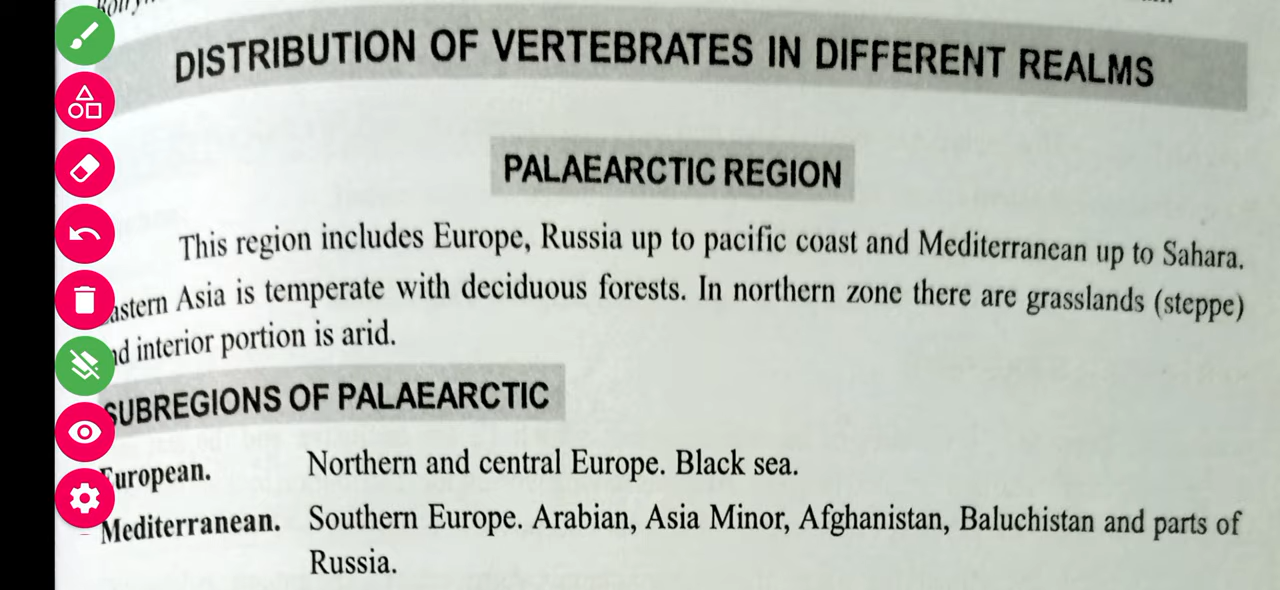 DISTRIBUTION OF VERTEBRATES IN DIFFERENT REALMS
PALAEARCTIC REGION
This region includes Europe, Russia up to pacific coast and Mediterranean up to Sahara.
astern Asia is temperate with deciduous forests. In northern zone there are grasslands (steppe)
nd interior portion is arid.
SUBREGIONS OF PALAEARCTIC
European. Northern and central Europe. Black sea.
Mediterranean. Southern Europe. Arabian, Asia Minor, Afghanistan, Baluchistan and parts of
Russia.